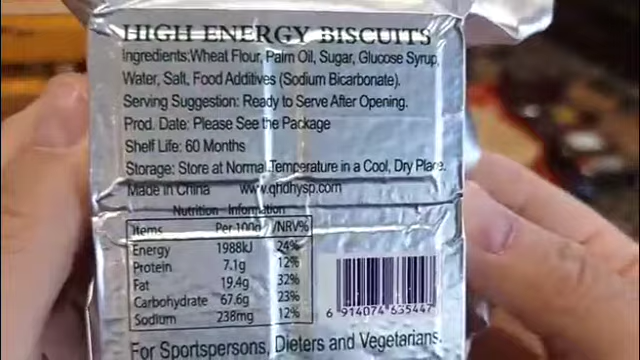 HIGH ENERGY BISCUITS
Ingredients:Wheat Flour, Palm Oil, Sugar, Glucose Syrup,
Water, Salt, Food Additives (Sodium Bicarbonate).
Serving Suggestion: Ready to Serve After Opening.
Prod. Date: Please See the Package
Shelf Life: 60 Months
Storage: Store at Normal Temperature in a Cool, Dry Place.
Made in China www.qhdhysp.com
Nutrition Information
Items Per 100g /NRV%
Energy 1988kJ 24%
Protein 7.1g 12%
Fat 19.4g 32%
Carbohydrate 67.6g 23%
Sodium 238mg 12%
6 914074 635447
For Sportspersons, Dieters and Vegetarians.